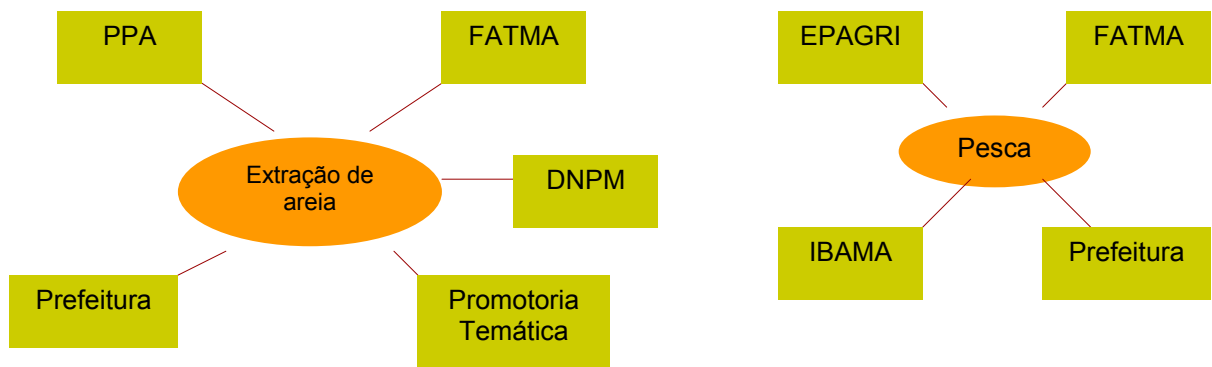 PPA
FATMA
Extração de
areia
DNPM
Prefeitura
Promotoria
Temática
EPAGRI
FATMA
Pesca
IBAMA
Prefeitura